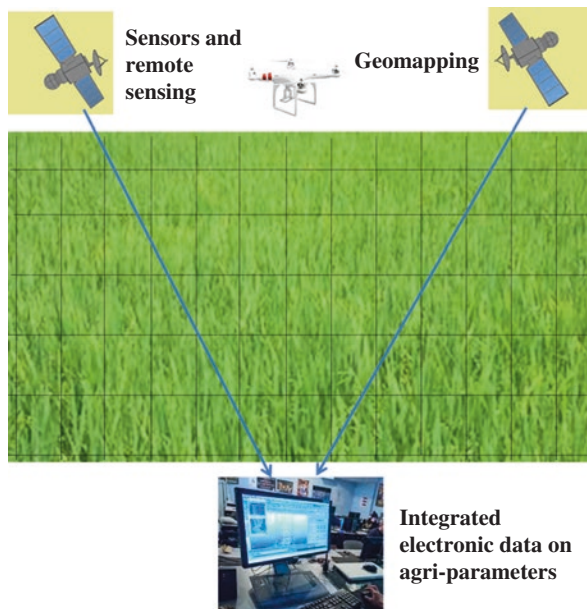 Sensors and
remote
sensing
Geomapping
Integrated
electronic data on
agri-parameters